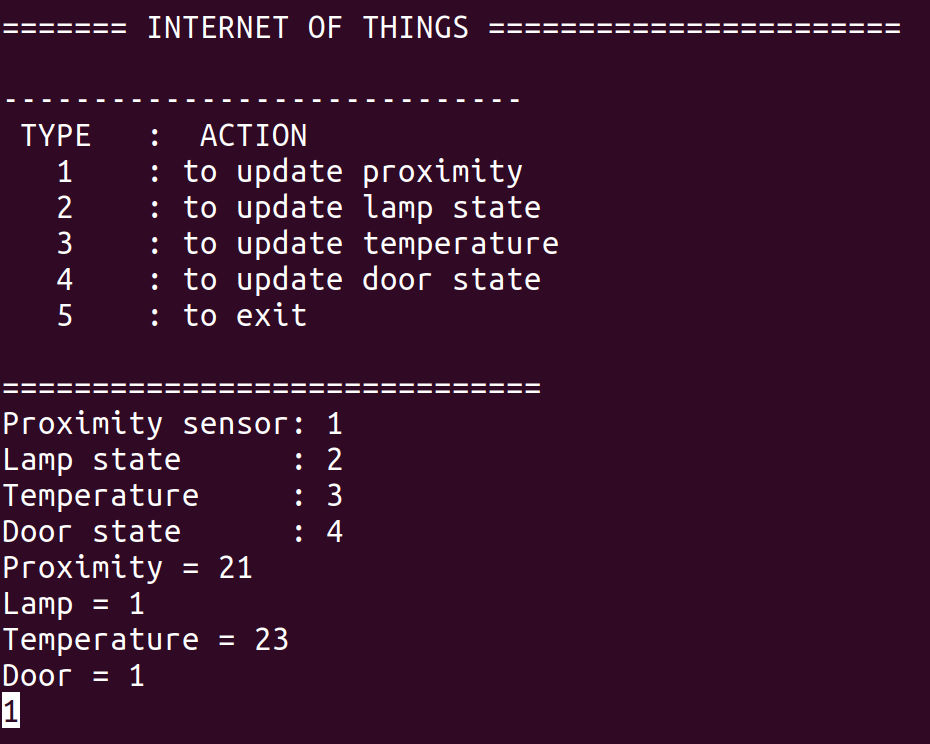 ======= INTERNET OF THINGS =======================
-----------------------------
 TYPE   :  ACTION
   1    : to update proximity
   2    : to update lamp state
   3    : to update temperature
   4    : to update door state
   5    : to exit
==============================
Proximity sensor: 1
Lamp state      : 2
Temperature     : 3
Door state      : 4
Proximity = 21
Lamp = 1
Temperature = 23
Door = 1
1